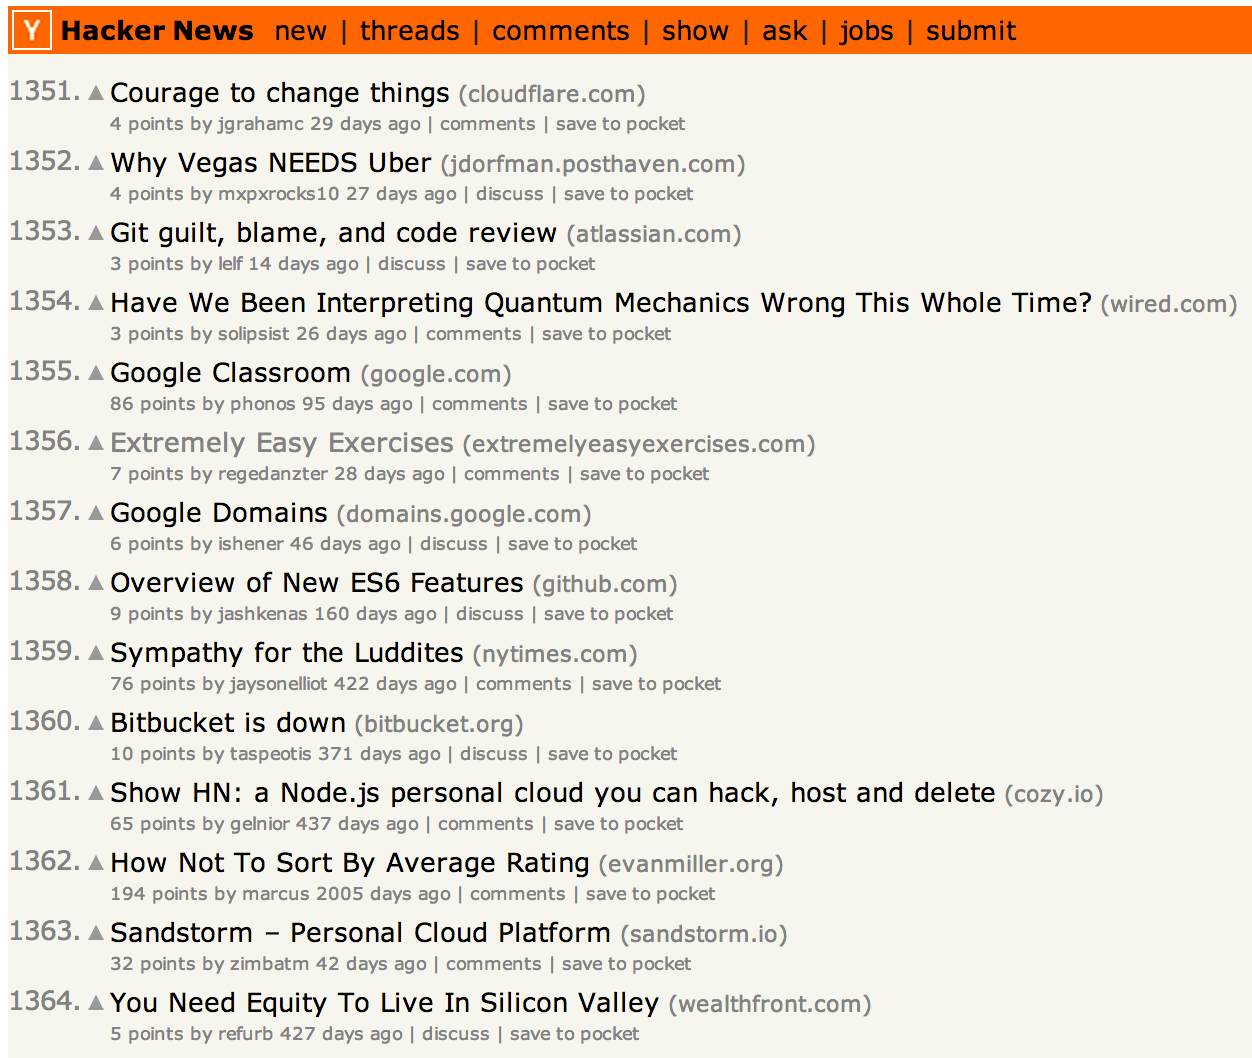 Y Hacker News new | threads | comments | show | ask | jobs | submit
1351. ▲ Courage to change things (cloudflare.com)
4 points by jgrahamc 29 days ago | comments | save to pocket
1352. ▲ Why Vegas NEEDS Uber (jdorfman.posthaven.com)
4 points by mxpxrocks10 27 days ago | discuss | save to pocket
1353. ▲ Git guilt, blame, and code review (atlassian.com)
3 points by lelf 14 days ago | discuss | save to pocket
1354. ▲ Have We Been Interpreting Quantum Mechanics Wrong This Whole Time? (wired.com)
3 points by solipsist 26 days ago | comments | save to pocket
1355. ▲ Google Classroom (google.com)
86 points by phonos 95 days ago | comments | save to pocket
1356. ▲ Extremely Easy Exercises (extremelyeasyexercises.com)
7 points by regedanzter 28 days ago | comments | save to pocket
1357. ▲ Google Domains (domains.google.com)
6 points by ishener 46 days ago | discuss | save to pocket
1358. ▲ Overview of New ES6 Features (github.com)
9 points by jashkenas 160 days ago | discuss | save to pocket
1359. ▲ Sympathy for the Luddites (nytimes.com)
76 points by jaysonelliot 422 days ago | comments | save to pocket
1360. ▲ Bitbucket is down (bitbucket.org)
10 points by taspeotis 371 days ago | discuss | save to pocket
1361. ▲ Show HN: a Node.js personal cloud you can hack, host and delete (cozy.io)
65 points by gelnior 437 days ago | comments | save to pocket
1362. ▲ How Not To Sort By Average Rating (evanmiller.org)
194 points by marcus 2005 days ago | comments | save to pocket
1363. ▲ Sandstorm – Personal Cloud Platform (sandstorm.io)
32 points by zimbatm 42 days ago | comments | save to pocket
1364. ▲ You Need Equity To Live In Silicon Valley (wealthfront.com)
5 points by refurb 427 days ago | discuss | save to pocket